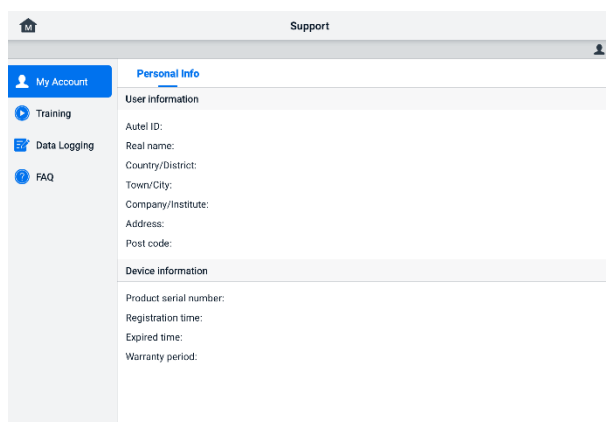 M
Support
My Account
Training
Data Logging
?
FAQ
Personal Info
User information
Autel ID:
Real name:
Country/District:
Town/City:
Company/Institute:
Address:
Post code:
Device information
Product serial number:
Registration time:
Expired time:
Warranty period: